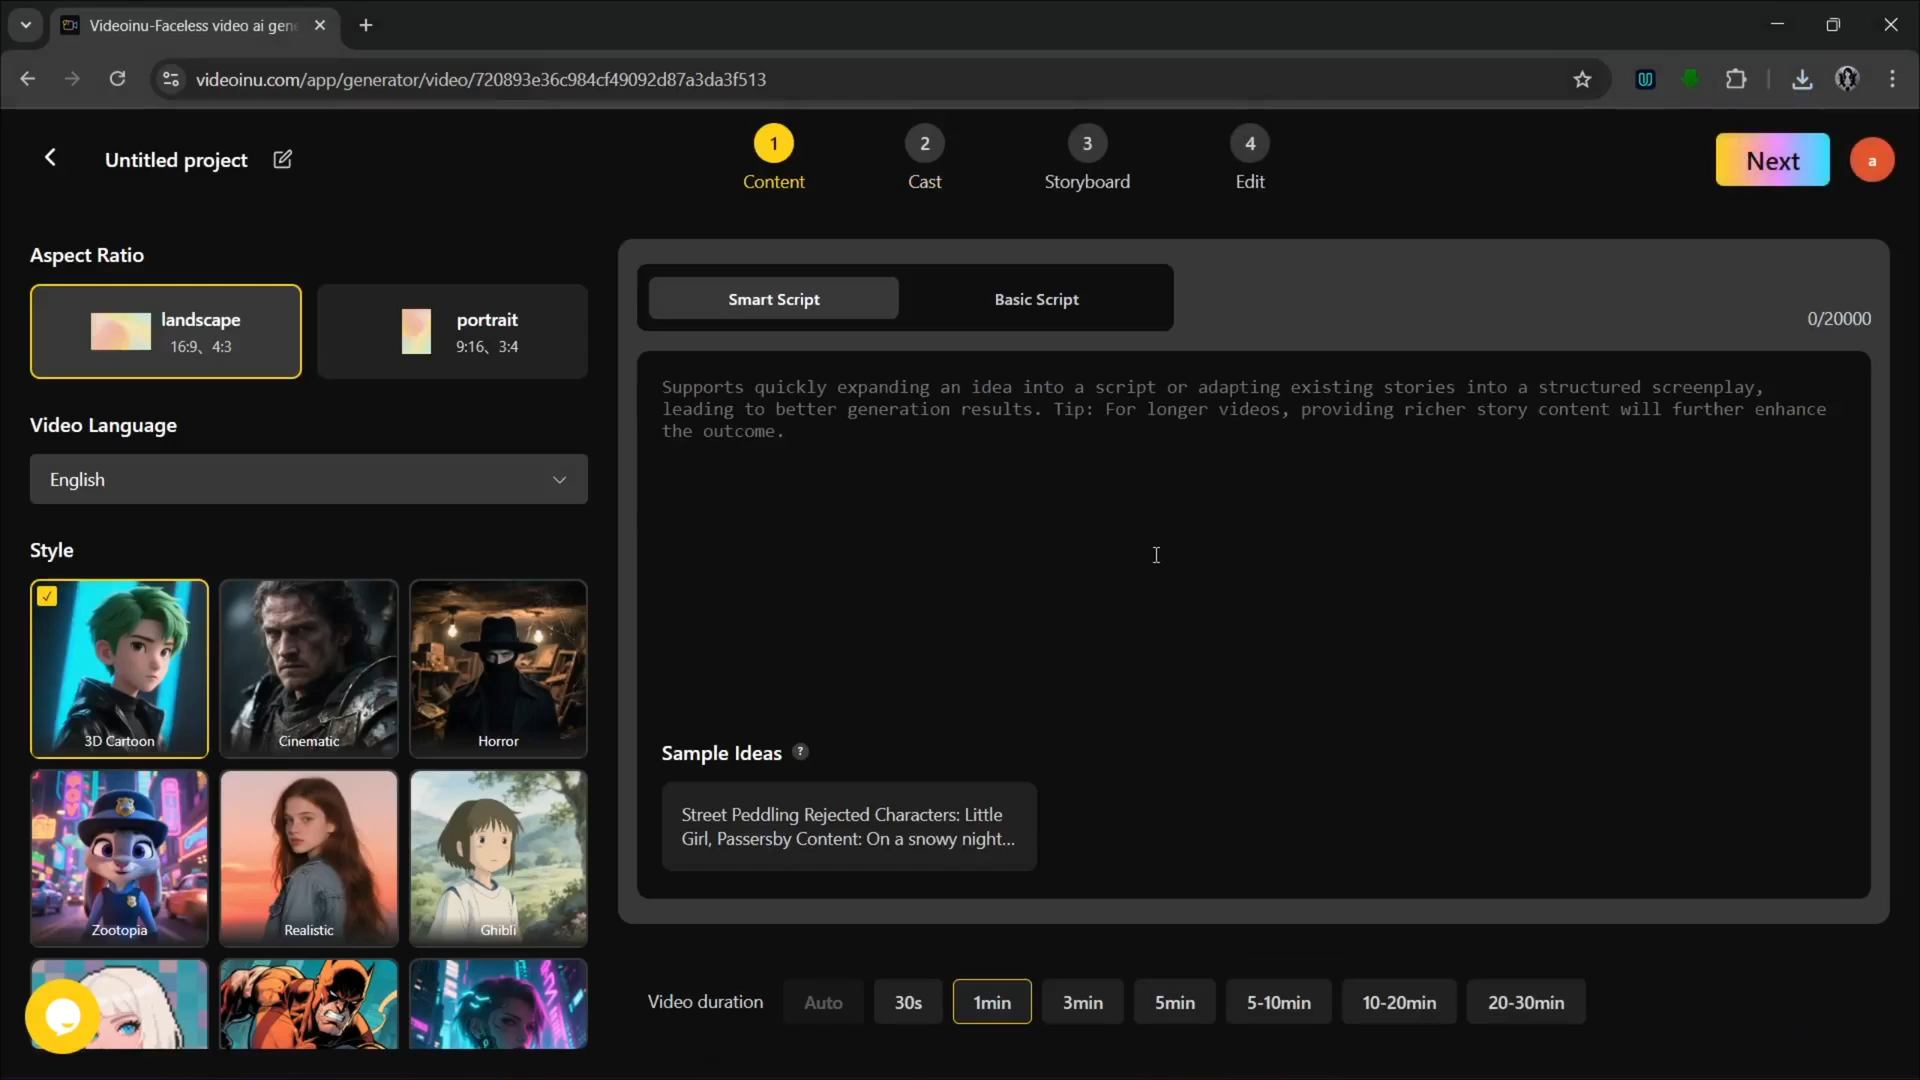 Videoinu-Faceless video ai gen
videoinu.com/app/generator/video/720893e36c984cf49092d87a3da3f513
Untitled project
1
Content
2
Cast
3
Storyboard
4
Edit
Next
a
Aspect Ratio
landscape
16:9、4:3
portrait
9:16、3:4
Video Language
English
Style
3D Cartoon
Cinematic
Horror
Zootopia
Realistic
Ghibli
Smart Script
Basic Script
0/20000
Supports quickly expanding an idea into a script or adapting existing stories into a structured screenplay,
leading to better generation results. Tip: For longer videos, providing richer story content will further enhance
the outcome.
Sample Ideas ?
Street Peddling Rejected Characters: Little
Girl, Passersby Content: On a snowy night...
Video duration
Auto
30s
1min
3min
5min
5-10min
10-20min
20-30min